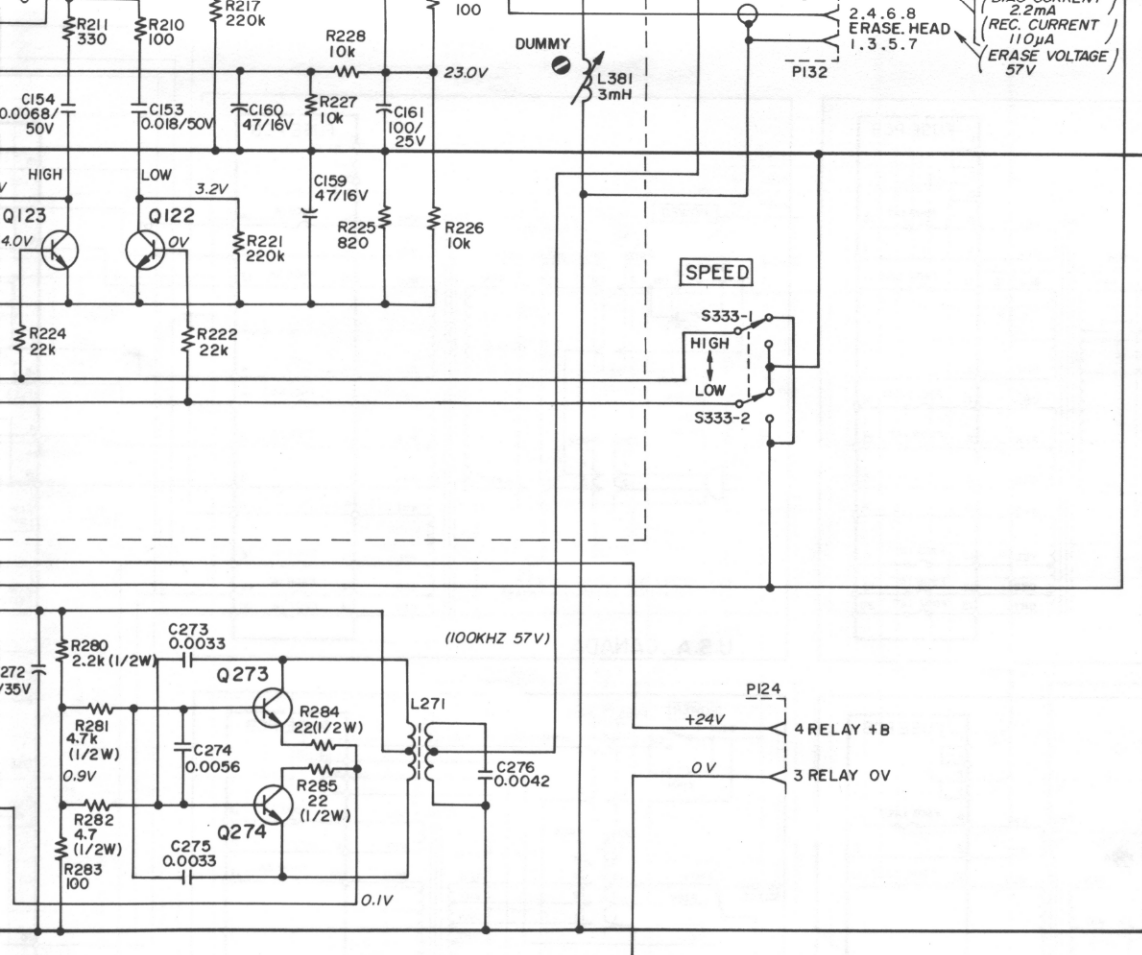 R211
330
R210
100
R217
220k
100
R228
10k
23.0V
DUMMY
L381
3mH
2.4.6.8
ERASE. HEAD
1.3.5.7
P132
2.2mA
(REC. CURRENT
110µA
(ERASE VOLTAGE)
57V
C154
0.0068/
50V
C153
0.018/50V
C160
47/16V
R227
10k
C161
100/
25V
HIGH
LOW
3.2V
C159
47/16V
Q123
4.0V
Q122
0V
R221
220k
R225
820
R226
10k
SPEED
S333-1
HIGH
LOW
S333-2
R224
22k
R222
22k
C273
0.0033
R280
2.2k (1/2W)
272
/35V
Q273
R281
4.7k
(1/2W)
R284
22(1/2W)
L271
(100KHZ 57V)
P124
+24V
4 RELAY +B
0V
3 RELAY 0V
C274
0.0056
0.9V
R285
22
(1/2W)
C276
0.0042
R282
4.7
(1/2W)
Q274
R283
100
C275
0.0033
0.1V